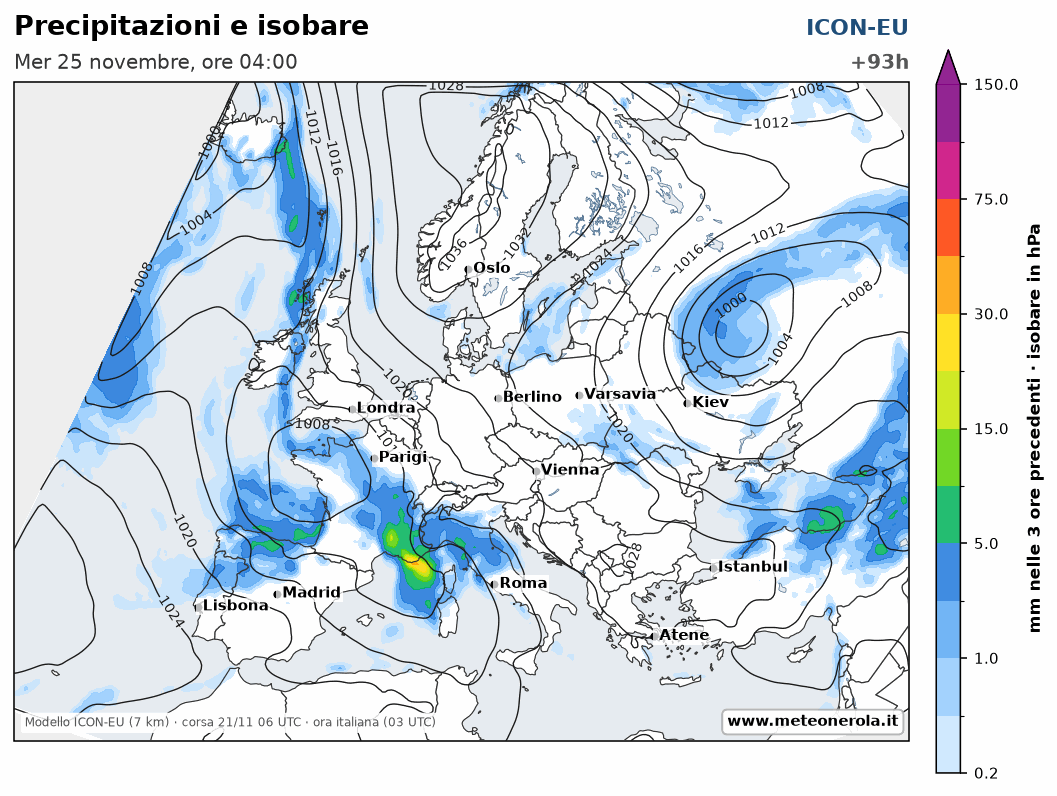 Precipitazioni e isobare
ICON-EU
Mer 25 novembre, ore 04:00
+93h
1028
1008
1012
1012
1000
1016
1004
1012
1036
1032
1024
1016
Oslo
1008
1008
1000
1004
1020
Berlino
Varsavia
Kiev
Londra
1008
1020
Parigi
Vienna
1020
1028
Istanbul
Roma
Madrid
Lisbona
1024
Atene
Modello ICON-EU (7 km) · corsa 21/11 06 UTC · ora italiana (03 UTC)
www.meteonerola.it
150.0
75.0
30.0
15.0
5.0
1.0
0.2
mm nelle 3 ore precedenti · isobare in hPa